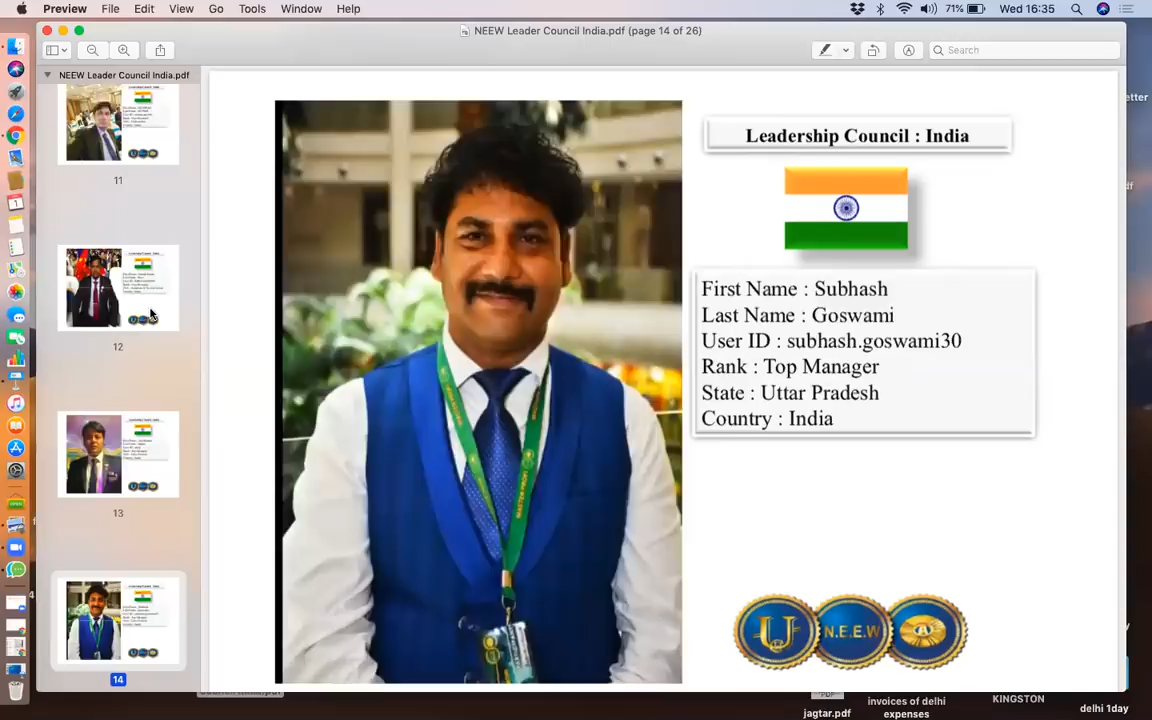 Preview File Edit View Go Tools Window Help
71% Wed 16:35
NEEW Leader Council India.pdf (page 14 of 26)
Search
NEEW Leader Council India.pdf
11
12
13
14
Leadership Council : India
First Name : Subhash
Last Name : Goswami
User ID : subhash.goswami30
Rank : Top Manager
State : Uttar Pradesh
Country : India
N.E.E.W
jagtar.pdf
invoices of delhi
expenses
KINGSTON
delhi 1day